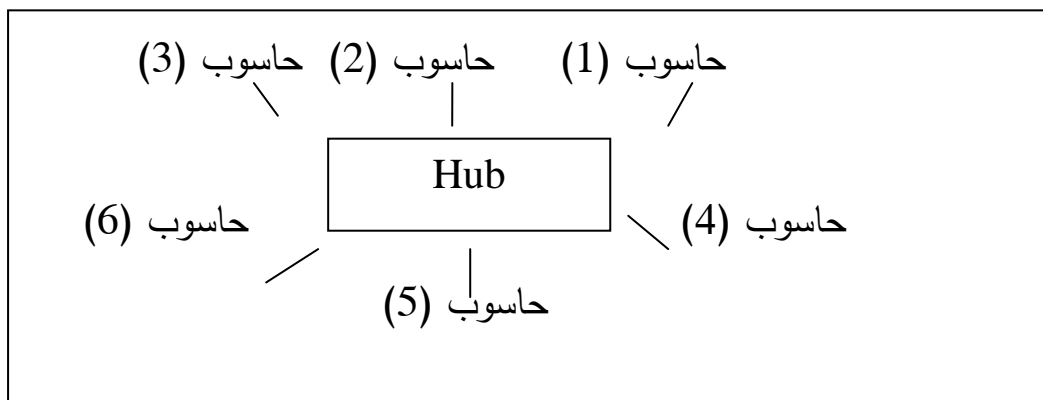 حاسوب (1) حاسوب (2) حاسوب (3)
Hub
حاسوب (4) حاسوب (6)
حاسوب (5)